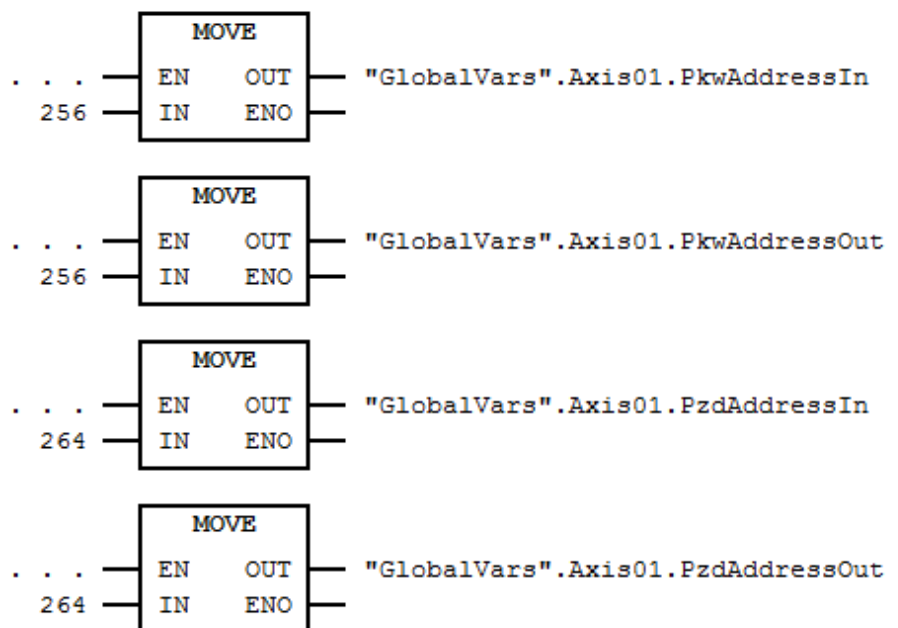 MOVE
. . . EN OUT "GlobalVars".Axis01.PkwAddressIn
256 IN ENO
MOVE
. . . EN OUT "GlobalVars".Axis01.PkwAddressOut
256 IN ENO
MOVE
. . . EN OUT "GlobalVars".Axis01.PzdAddressIn
264 IN ENO
MOVE
. . . EN OUT "GlobalVars".Axis01.PzdAddressOut
264 IN ENO